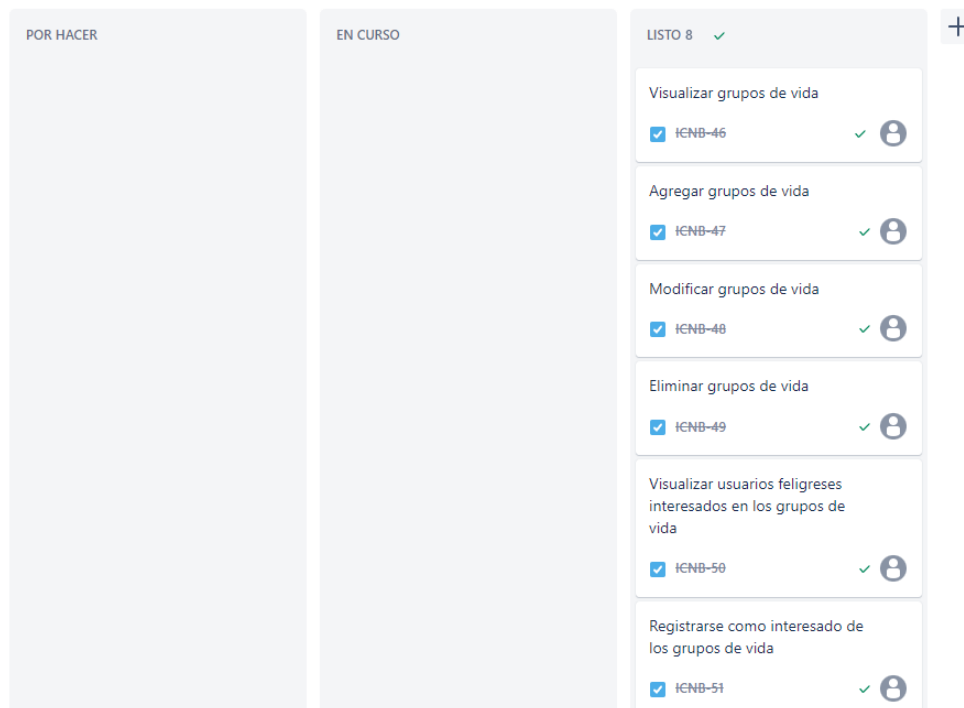 POR HACER
EN CURSO
LISTO 8
Visualizar grupos de vida
ICNB-46
Agregar grupos de vida
ICNB-47
Modificar grupos de vida
ICNB-48
Eliminar grupos de vida
ICNB-49
Visualizar usuarios feligreses
interesados en los grupos de
vida
ICNB-50
Registrarse como interesado de
los grupos de vida
ICNB-51